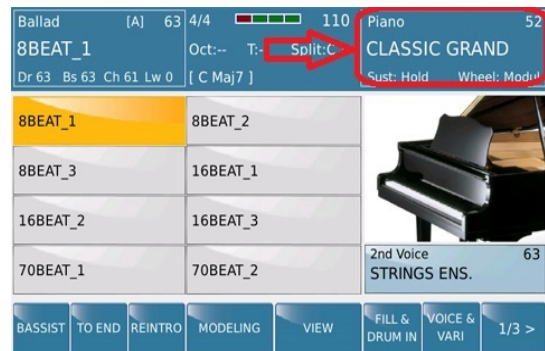 Ballad [A] 63
8BEAT_1
Dr 63 Bs 63 Ch 61 Lw 0
4/4 110
Oct:-- T:- Split:C
[ C Maj7 ]
Piano 52
CLASSIC GRAND
Sust: Hold Wheel: Modul
8BEAT_1
8BEAT_2
8BEAT_3
16BEAT_1
16BEAT_2
16BEAT_3
70BEAT_1
70BEAT_2
2nd Voice 63
STRINGS ENS.
BASSIST
TO END
REINTRO
MODELING
VIEW
FILL &
DRUM IN
VOICE &
VARI
1/3 >